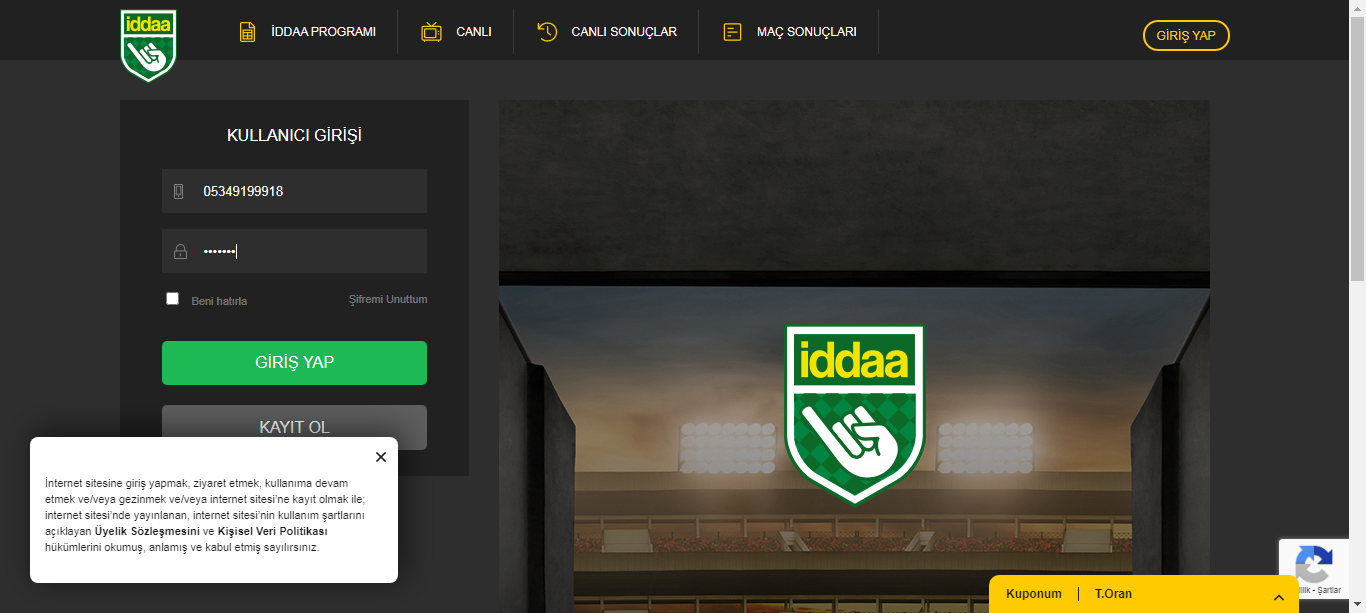 iddaa
İDDAA PROGRAMI
CANLI
CANLI SONUÇLAR
MAÇ SONUÇLARI
GİRİŞ YAP
KULLANICI GİRİŞİ
05349199918
•••••••
Beni hatırla
Şifremi Unuttum
GİRİŞ YAP
KAYIT OL
İnternet sitesine giriş yapmak, ziyaret etmek, kullanıma devam
etmek ve/veya gezinmek ve/veya internet sitesi'ne kayıt olmak ile;
internet sitesi'nde yayınlanan, internet sitesi'nin kullanım şartlarını
açıklayan Üyelik Sözleşmesini ve Kişisel Veri Politikası
hükümlerini okumuş, anlamış ve kabul etmiş sayılırsınız.
iddaa
Kuponum
T.Oran
- Şartlar